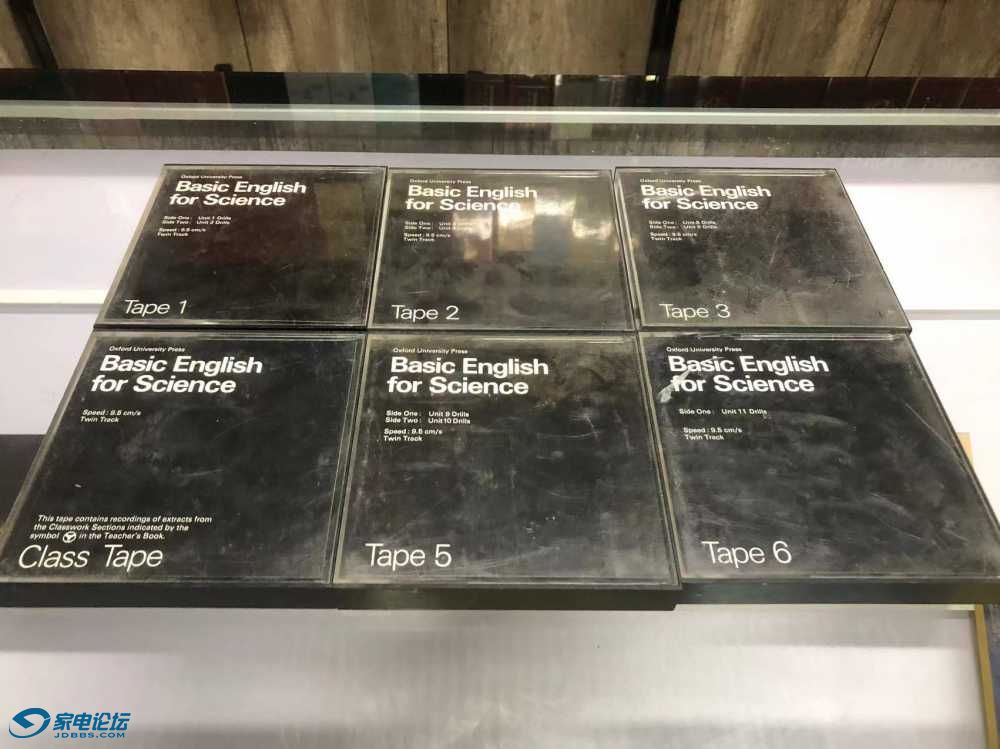 Oxford University Press
Basic English
for Science
Side One: Unit 1 Drills
Side Two: Unit 2 Drills
Speed: 9.5 cm/s
Twin Track
Tape 1
Oxford University Press
Basic English
for Science
Side One: Unit
Side Two: Unit
Speed: 9.5 cm/s
Twin Track
Tape 2
Oxford University Press
Basic English
for Science
Side One: Unit Drills
Side Two: Unit Drills
Speed: 9.5 cm/s
Twin Track
Tape 3
Oxford University Press
Basic English
for Science
Speed: 9.5 cm/s
Twin Track
This tape contains recordings of extracts from
the Classwork Sections indicated by the
symbol in the Teacher's Book.
Class Tape
Oxford University Press
Basic English
for Science
Side One: Unit 9 Drills
Side Two: Unit 10 Drills
Speed: 9.5 cm/s
Twin Track
Tape 5
Oxford University Press
Basic English
for Science
Side One: Unit 11 Drills
Speed: 9.5 cm/s
Twin Track
Tape 6
家电论坛
JDBBS.COM